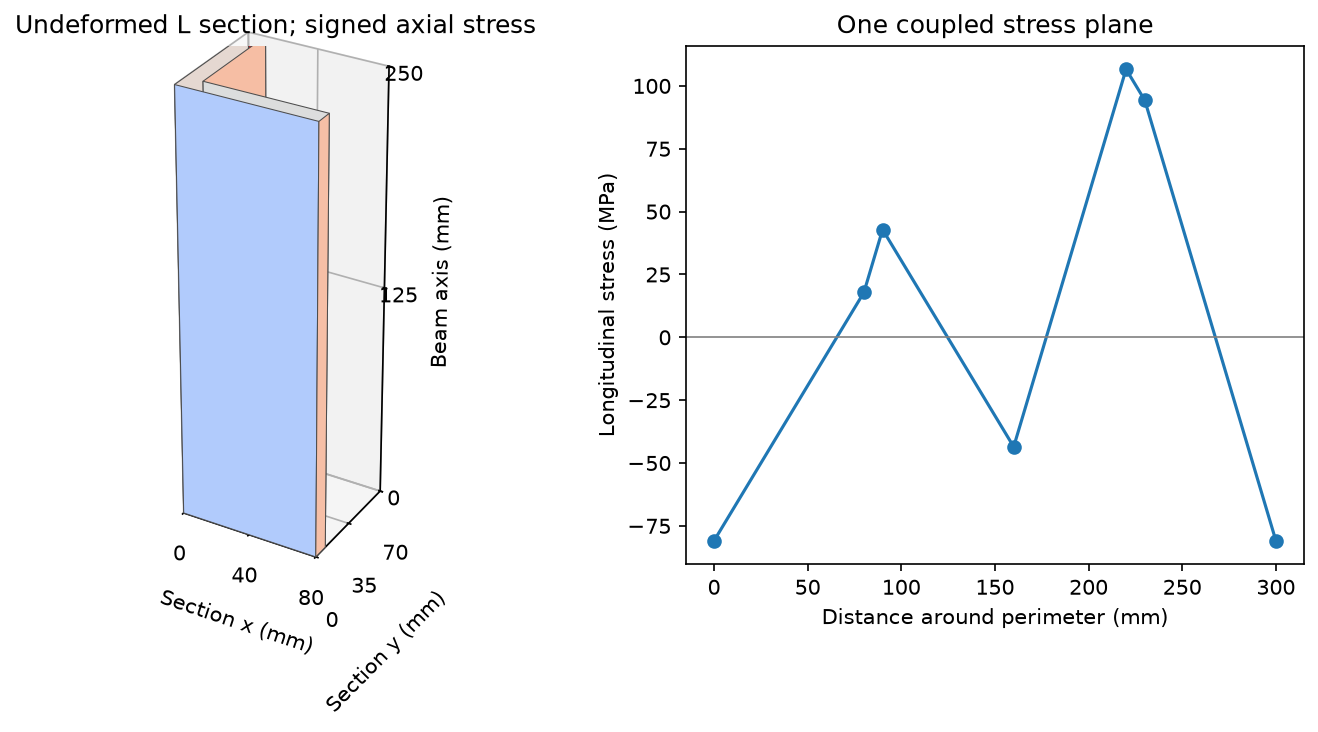 Undeformed L section; signed axial stress
250
125
0
Beam axis (mm)
0
40
80
Section x (mm)
70
35
0
Section y (mm)
One coupled stress plane
100
75
50
25
0
−25
−50
−75
Longitudinal stress (MPa)
0 50 100 150 200 250 300
Distance around perimeter (mm)